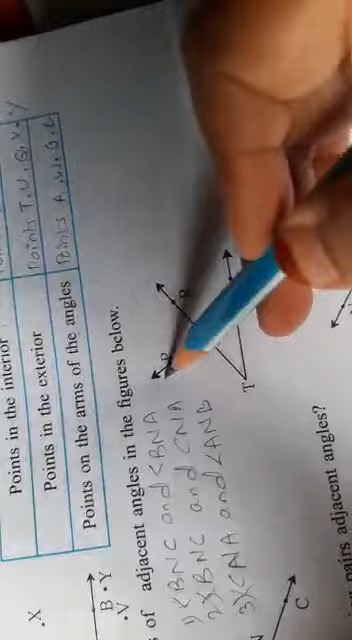 Points in the interior
Points in the exterior
Points T, U, Q, V, Y
Points on the arms of the angles
Points A, W, G, C
.X
B . Y
.V
of adjacent angles in the figures below.
1) <BNC and <BNA
2) <BNC and CNA
3) <CNA and <ANB
T
C
pairs adjacent angles?